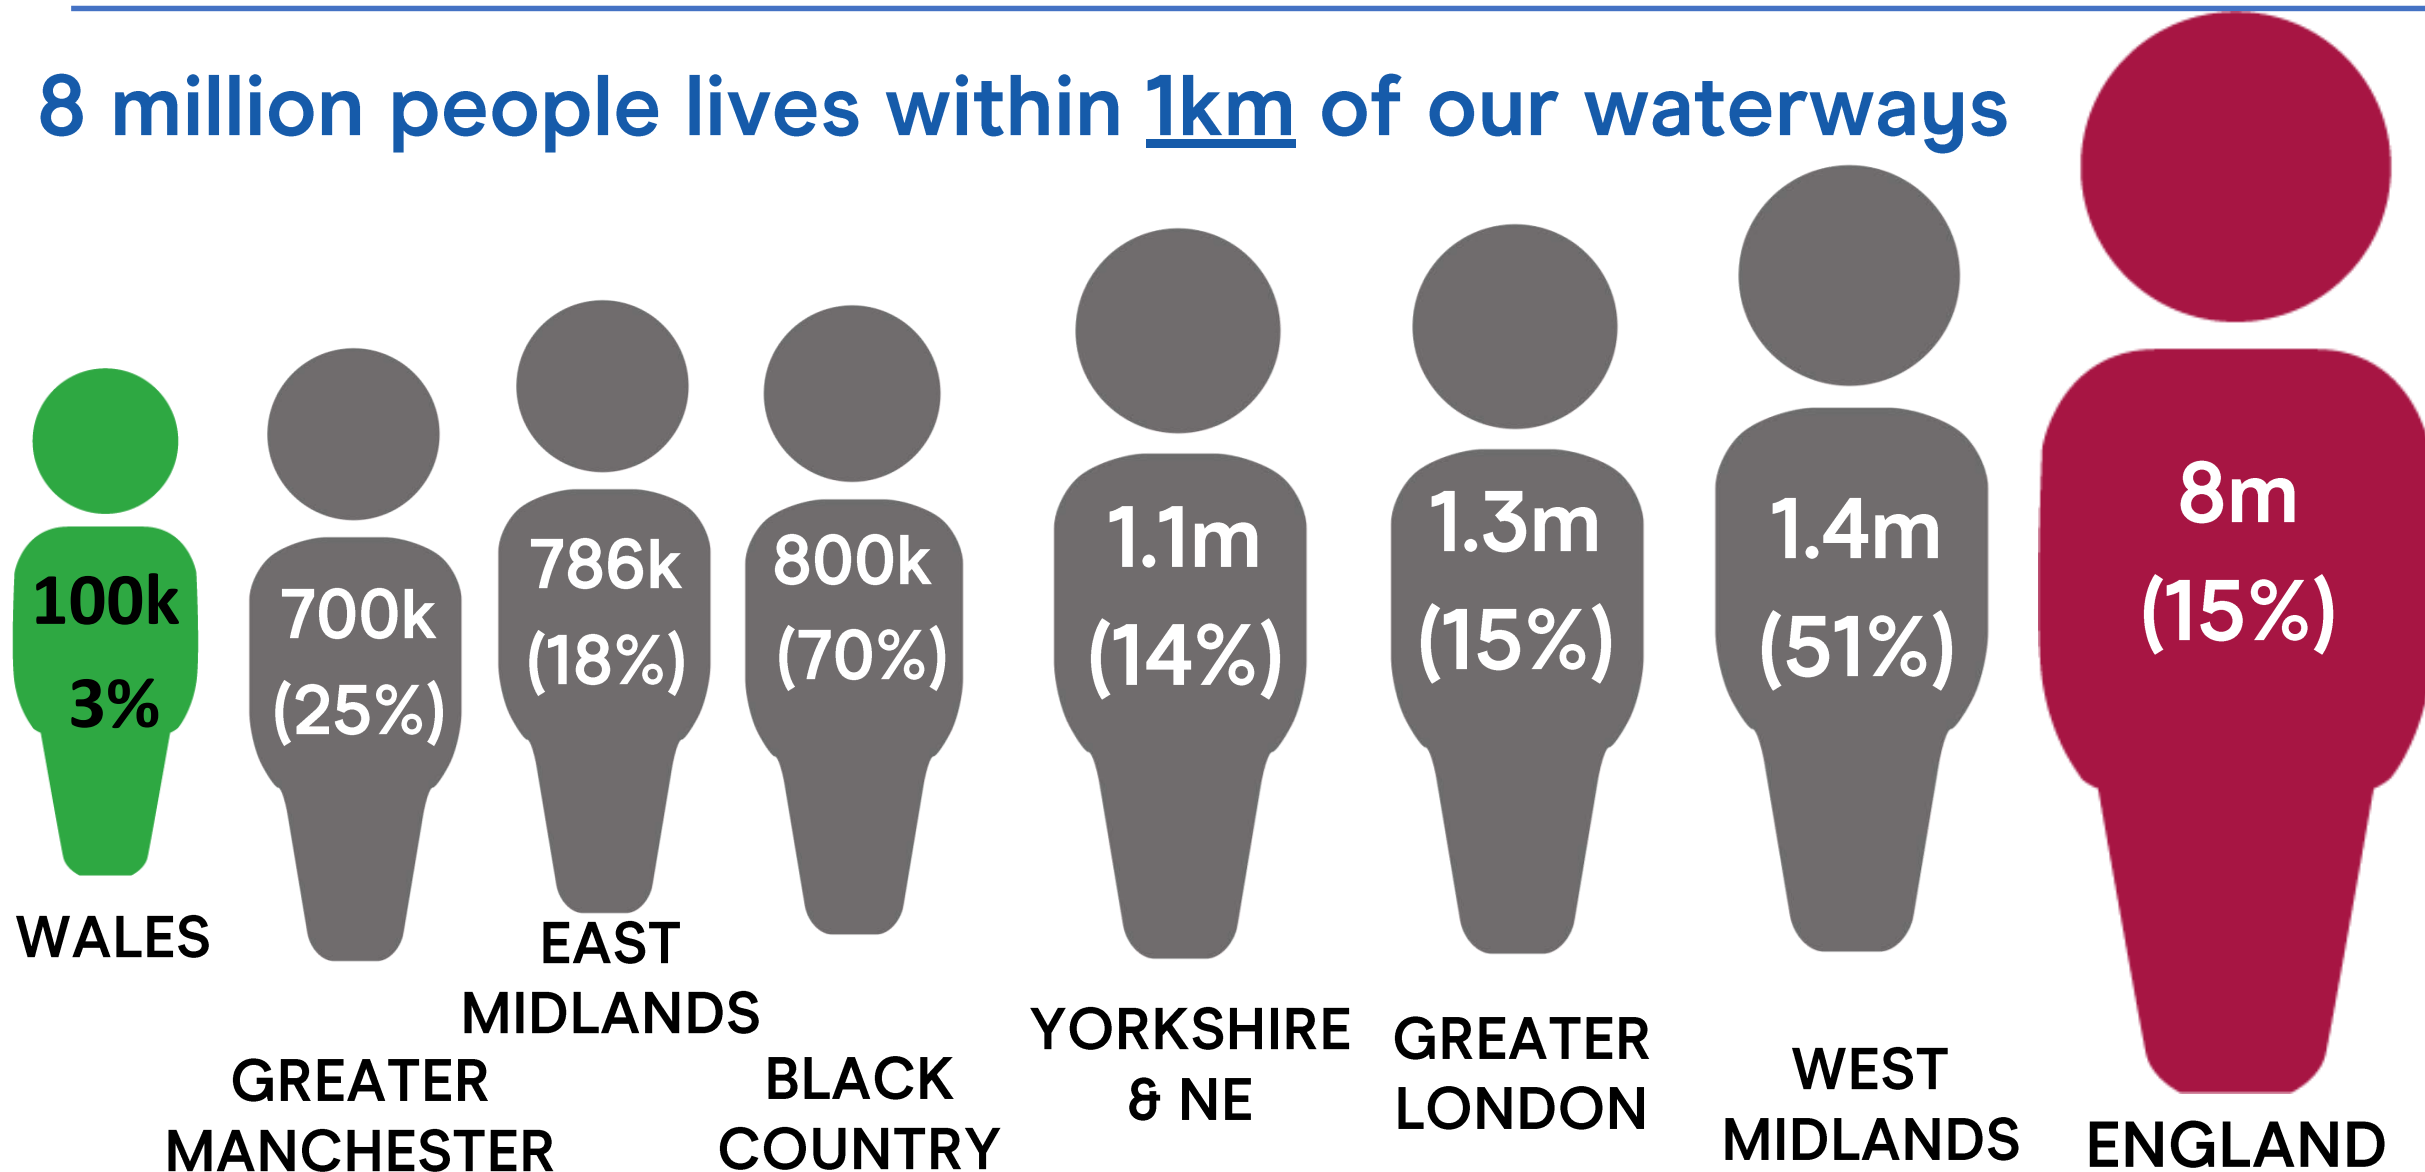 8 million people lives within 1km of our waterways
100k
3%
WALES
700k
(25%)
GREATER
MANCHESTER
786k
(18%)
EAST
MIDLANDS
800k
(70%)
BLACK
COUNTRY
1.1m
(14%)
YORKSHIRE
& NE
1.3m
(15%)
GREATER
LONDON
1.4m
(51%)
WEST
MIDLANDS
8m
(15%)
ENGLAND